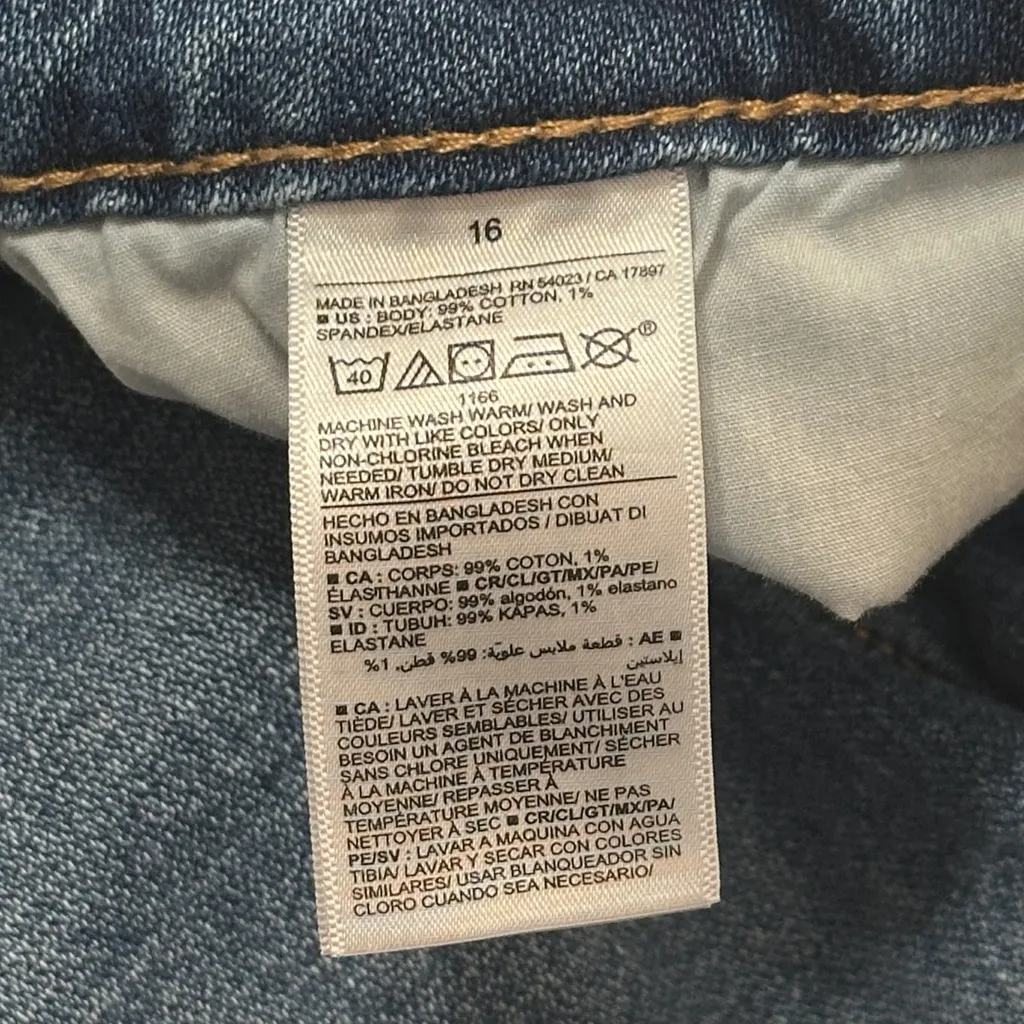 16
MADE IN BANGLADESH RN 54023 / CA 17897
■ US : BODY: 99% COTTON, 1%
SPANDEX/ELASTANE
40
®
1166
MACHINE WASH WARM/ WASH AND
DRY WITH LIKE COLORS/ ONLY
NON-CHLORINE BLEACH WHEN
NEEDED/ TUMBLE DRY MEDIUM/
WARM IRON/ DO NOT DRY CLEAN
HECHO EN BANGLADESH CON
INSUMOS IMPORTADOS / DIBUAT DI
BANGLADESH
■ CA : CORPS: 99% COTON, 1%
ÉLASTHANNE ■ CR/CL/GT/MX/PA/PE/
SV : CUERPO: 99% algodón, 1% elastano
■ ID : TUBUH: 99% KAPAS, 1%
ELASTANE
■ AE : قطعة ملابس علويّة: 99% قطن، 1%
إيلاستين
■ CA : LAVER À LA MACHINE À L'EAU
TIÈDE/ LAVER ET SÉCHER AVEC DES
COULEURS SEMBLABLES/ UTILISER AU
BESOIN UN AGENT DE BLANCHIMENT
SANS CHLORE UNIQUEMENT/ SÉCHER
À LA MACHINE À TEMPÉRATURE
MOYENNE/ REPASSER À
TEMPÉRATURE MOYENNE/ NE PAS
NETTOYER À SEC ■ CR/CL/GT/MX/PA/
PE/SV : LAVAR A MAQUINA CON AGUA
TIBIA/ LAVAR Y SECAR CON COLORES
SIMILARES/ USAR BLANQUEADOR SIN
CLORO CUANDO SEA NECESARIO/